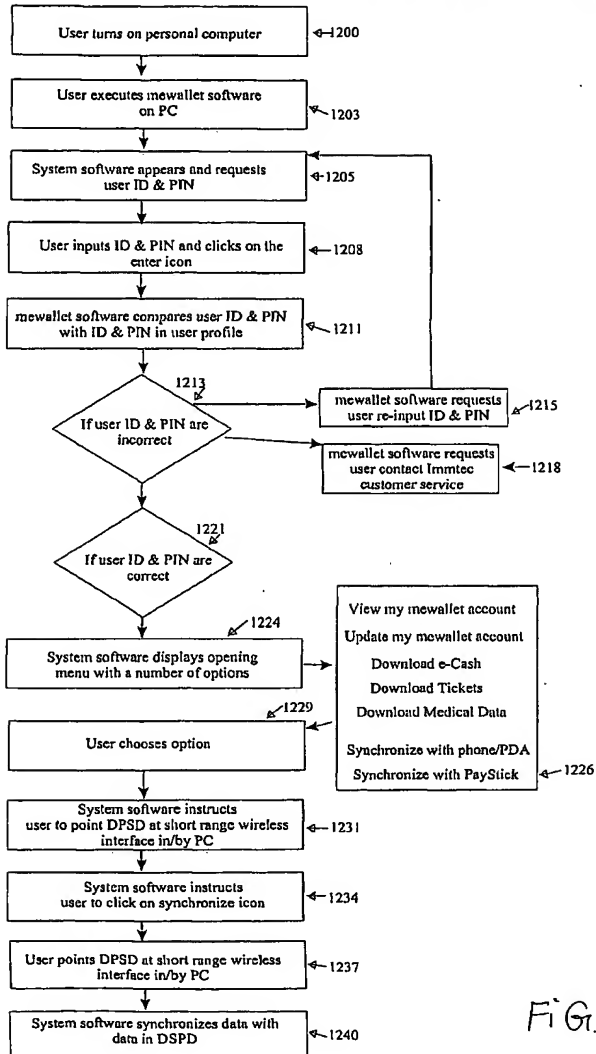 User turns on personal computer
1200
User executes mewallet software
on PC
1203
System software appears and requests
user ID & PIN
1205
User inputs ID & PIN and clicks on the
enter icon
1208
mewallet software compares user ID & PIN
with ID & PIN in user profile
1211
1213
If user ID & PIN are
incorrect
mewallet software requests
user re-input ID & PIN
1215
mewallet software requests
user contact Immtec
customer service
1218
1221
If user ID & PIN are
correct
1224
System software displays opening
menu with a number of options
View my mewallet account
Update my mewallet account
Download e-Cash
Download Tickets
Download Medical Data
Synchronize with phone/PDA
Synchronize with PayStick
1226
1229
User chooses option
System software instructs
user to point DPSD at short range wireless
interface in/by PC
1231
System software instructs
user to click on synchronize icon
1234
User points DPSD at short range wireless
interface in/by PC
1237
System software synchronizes data with
data in DSPD
1240
FiG.